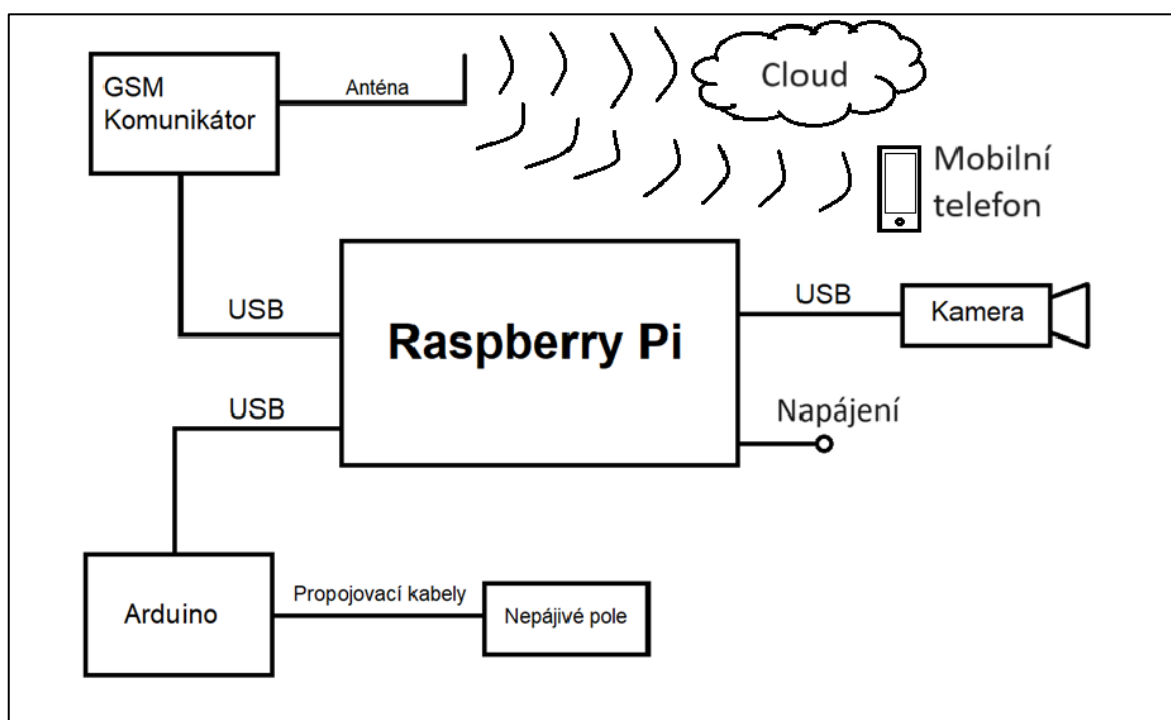 GSM
Komunikátor
Anténa
Cloud
Mobilní
telefon
USB
USB
Raspberry Pi
Kamera
USB
Napájení
Arduino
Propojovací kabely
Nepájivé pole